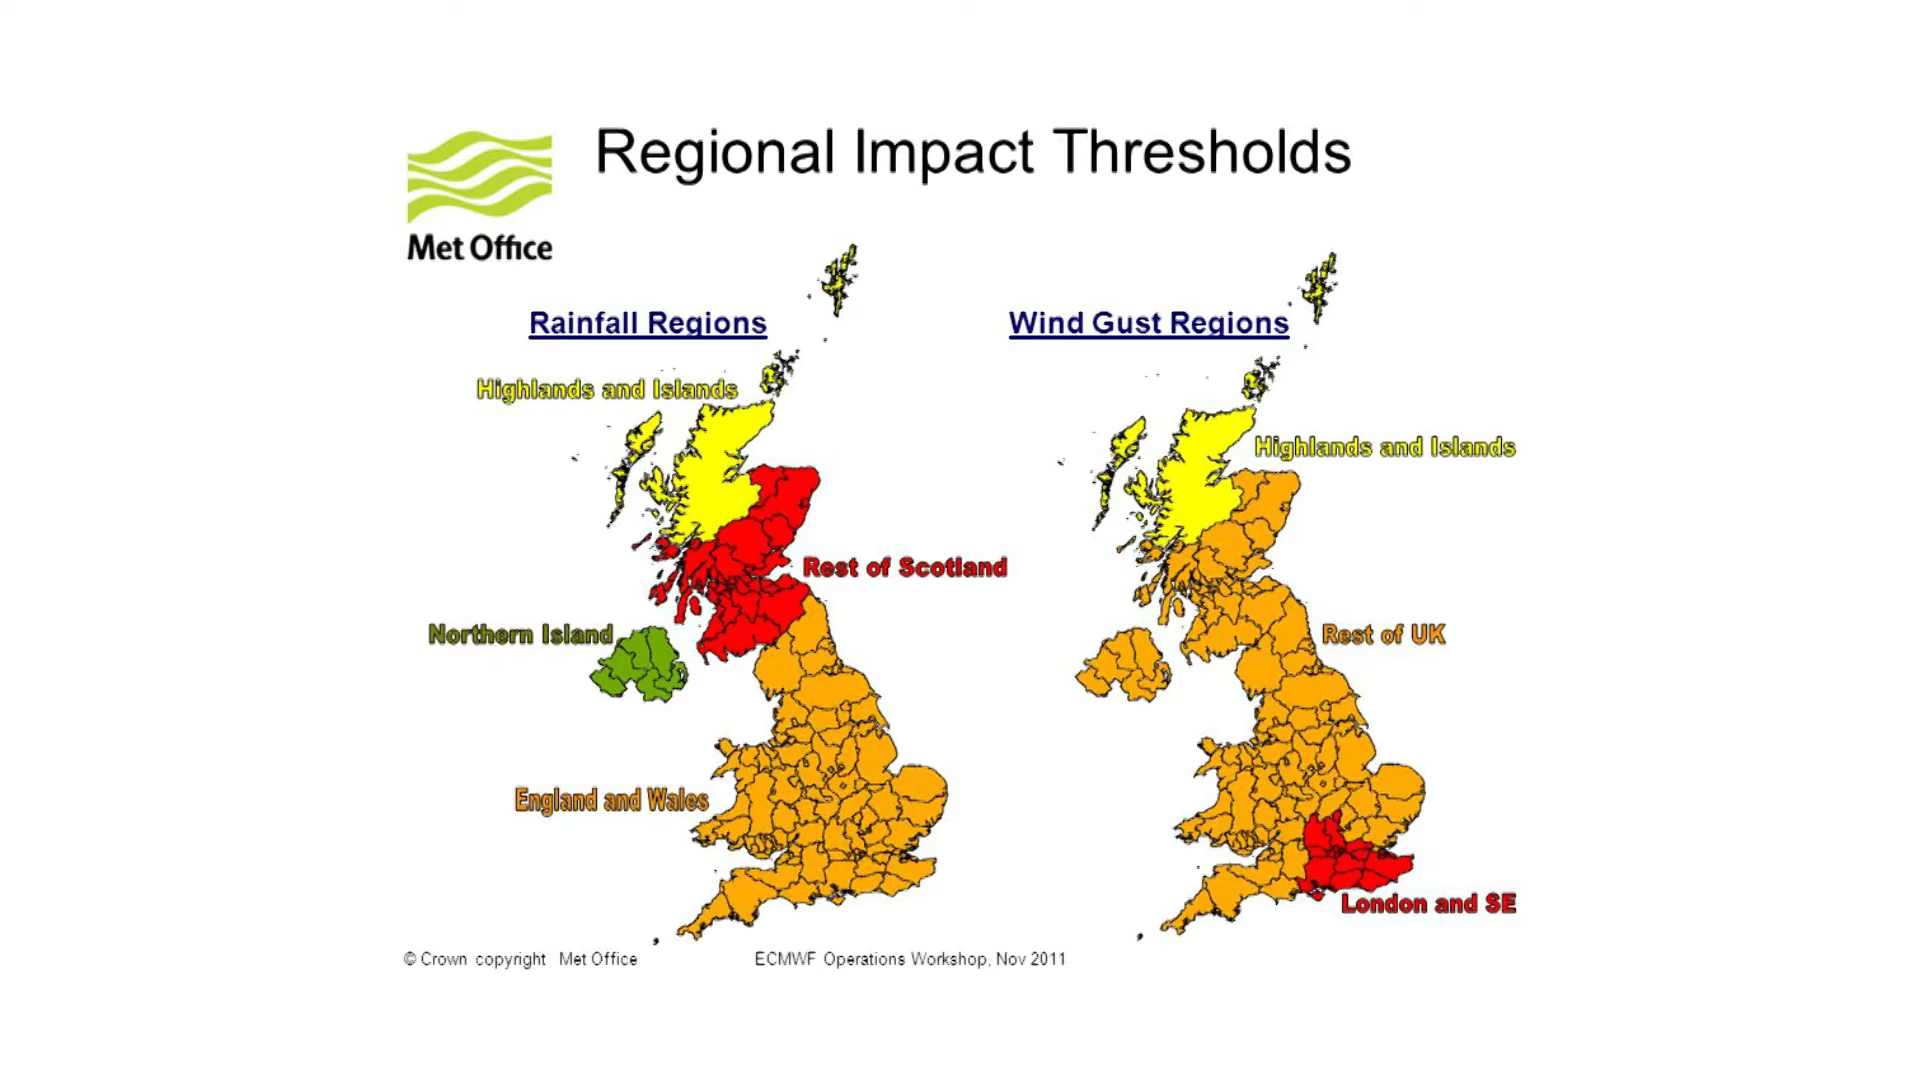 Regional Impact Thresholds
Met Office
Rainfall Regions
Wind Gust Regions
Highlands and Islands
Highlands and Islands
Rest of Scotland
Northern Island
Rest of UK
England and Wales
London and SE
© Crown copyright Met Office
ECMWF Operations Workshop, Nov 2011